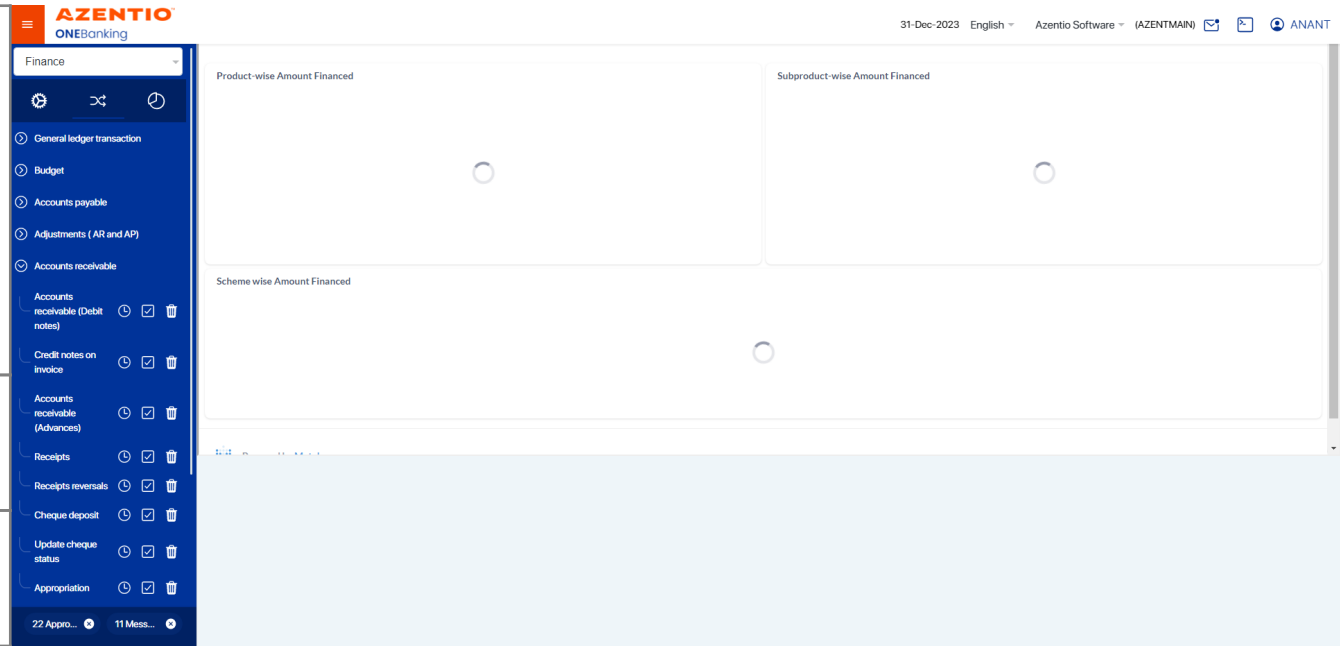 AZENTIO
ONEBanking
31-Dec-2023 English Azentio Software (AZENTMAIN) ANANT
Finance
General ledger transaction
Budget
Accounts payable
Adjustments ( AR and AP)
Accounts receivable
Accounts
receivable (Debit
notes)
Credit notes on
invoice
Accounts
receivable
(Advances)
Receipts
Receipts reversals
Cheque deposit
Update cheque
status
Appropriation
22 Appro... 11 Mess...
Product-wise Amount Financed
Subproduct-wise Amount Financed
Scheme wise Amount Financed